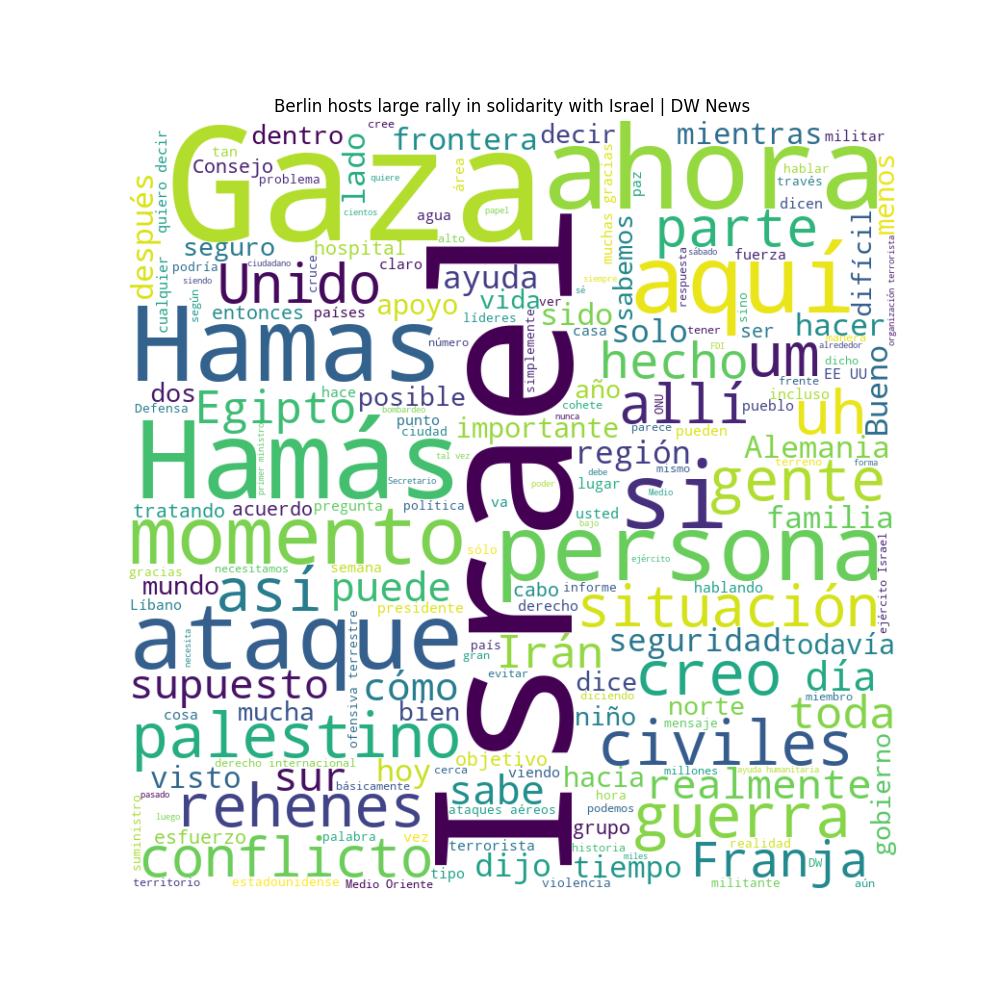 Berlin hosts large rally in solidarity with Israel | DW News
cree
dentro
frontera
decir
mientras
militar
tan
Consejo
problema
lado
quiere
área
gracias
paz
hablar
través
dicen
menos
quiero decir
después
Gaza
ahora
cientos
agua
papel
muchas gracias
parte
difícil
seguro
hospital
alto
sabemos
respuesta
sábado
fuerza
organización terrorista
podría
ciudadano
cruce
claro
ayuda
siempre
aquí
cualquier
siendo
Unido
apoyo
vida
ver
sé
según
entonces
países
líderes
sido
casa
solo
tener
ser
sino
hacer
Hamas
número
simplemente
hecho
FDI
um
manera
alrededor
dicho
EE UU
dos
hace
posible
año
allí
ONU
frente
incluso
Bueno
Defensa
Egipto
bombardeo
punto
ciudad
cohete
nunca
parece
pueblo
uh
pueden
importante
Hamás
primer ministro
tal vez
región
Alemania
Secretario
debe
mismo
terreno
forma
poder
lugar
Medio
si
gente
tratando
acuerdo
pregunta
política
va
usted
bajo
familia
momento
Israel
persona
sólo
ejército
ejército Israel
gracias
necesitamos
semana
mundo
así
puede
cabo
informe
hablando
Líbano
presidente
derecho
situación
ataque
necesita
ofensiva terrestre
país
gran
Irán
seguridad
todavía
evitar
supuesto
cómo
dice
diciendo
creo
día
miembro
cosa
mucha
bien
niño
norte
mensaje
toda
palestino
civiles
gobierno
derecho internacional
objetivo
visto
sur
hoy
cerca
viendo
hacia
millones
ayuda humanitaria
básicamente
sabe
hora
realmente
pasado
rehenes
ataques aéreos
podemos
suministro
luego
grupo
guerra
esfuerzo
palabra
vez
terrorista
historia
realidad
conflicto
miles
tipo
dijo
tiempo
Franja
DW
territorio
estadounidense
Medio Oriente
violencia
militante
aún